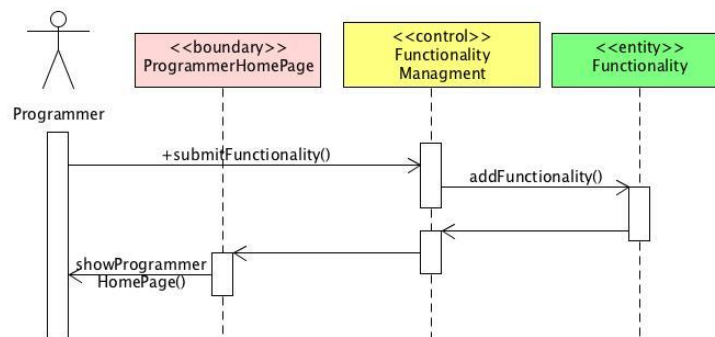 <<boundary>>
ProgrammerHomePage
<<control>>
Functionality
Managment
<<entity>>
Functionality
Programmer
+submitFunctionality()
addFunctionality()
showProgrammer
HomePage()